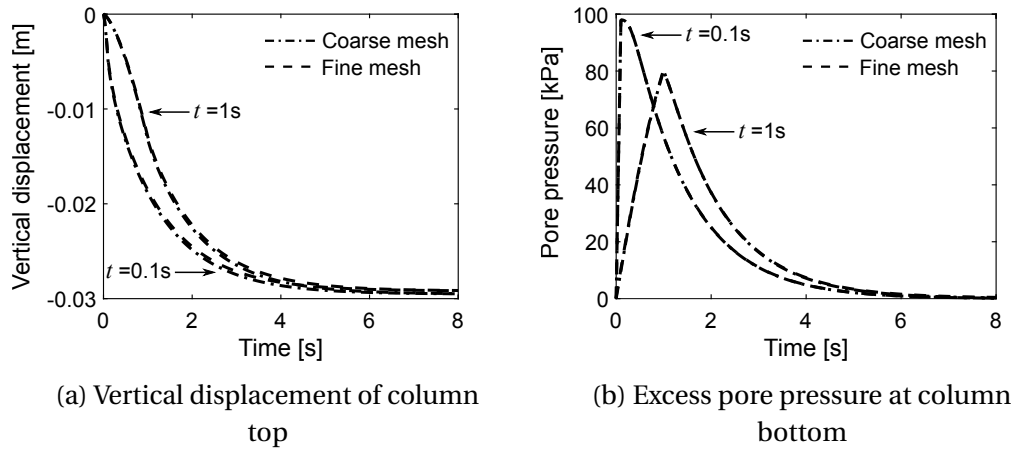 Vertical displacement [m]
0
-0.01
-0.02
-0.03
Coarse mesh
Fine mesh
t =1s
t =0.1s
0 2 4 6 8
Time [s]
(a) Vertical displacement of column
top
Pore pressure [kPa]
100
80
60
40
20
0
t =0.1s
Coarse mesh
Fine mesh
t =1s
0 2 4 6 8
Time [s]
(b) Excess pore pressure at column
bottom